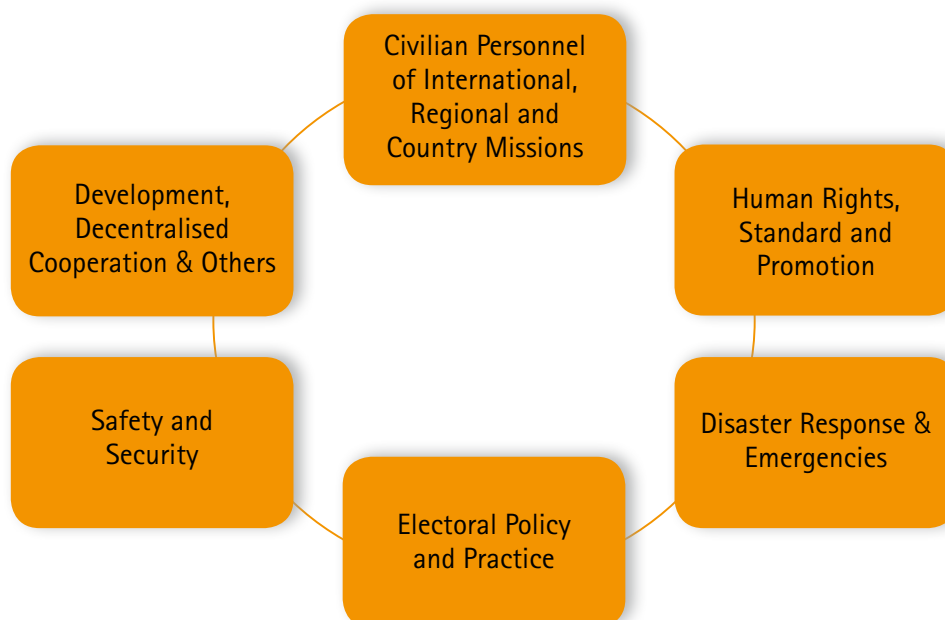 Civilian Personnel
of International,
Regional and
Country Missions
Human Rights,
Standard and
Promotion
Disaster Response &
Emergencies
Electoral Policy
and Practice
Safety and
Security
Development,
Decentralised
Cooperation & Others